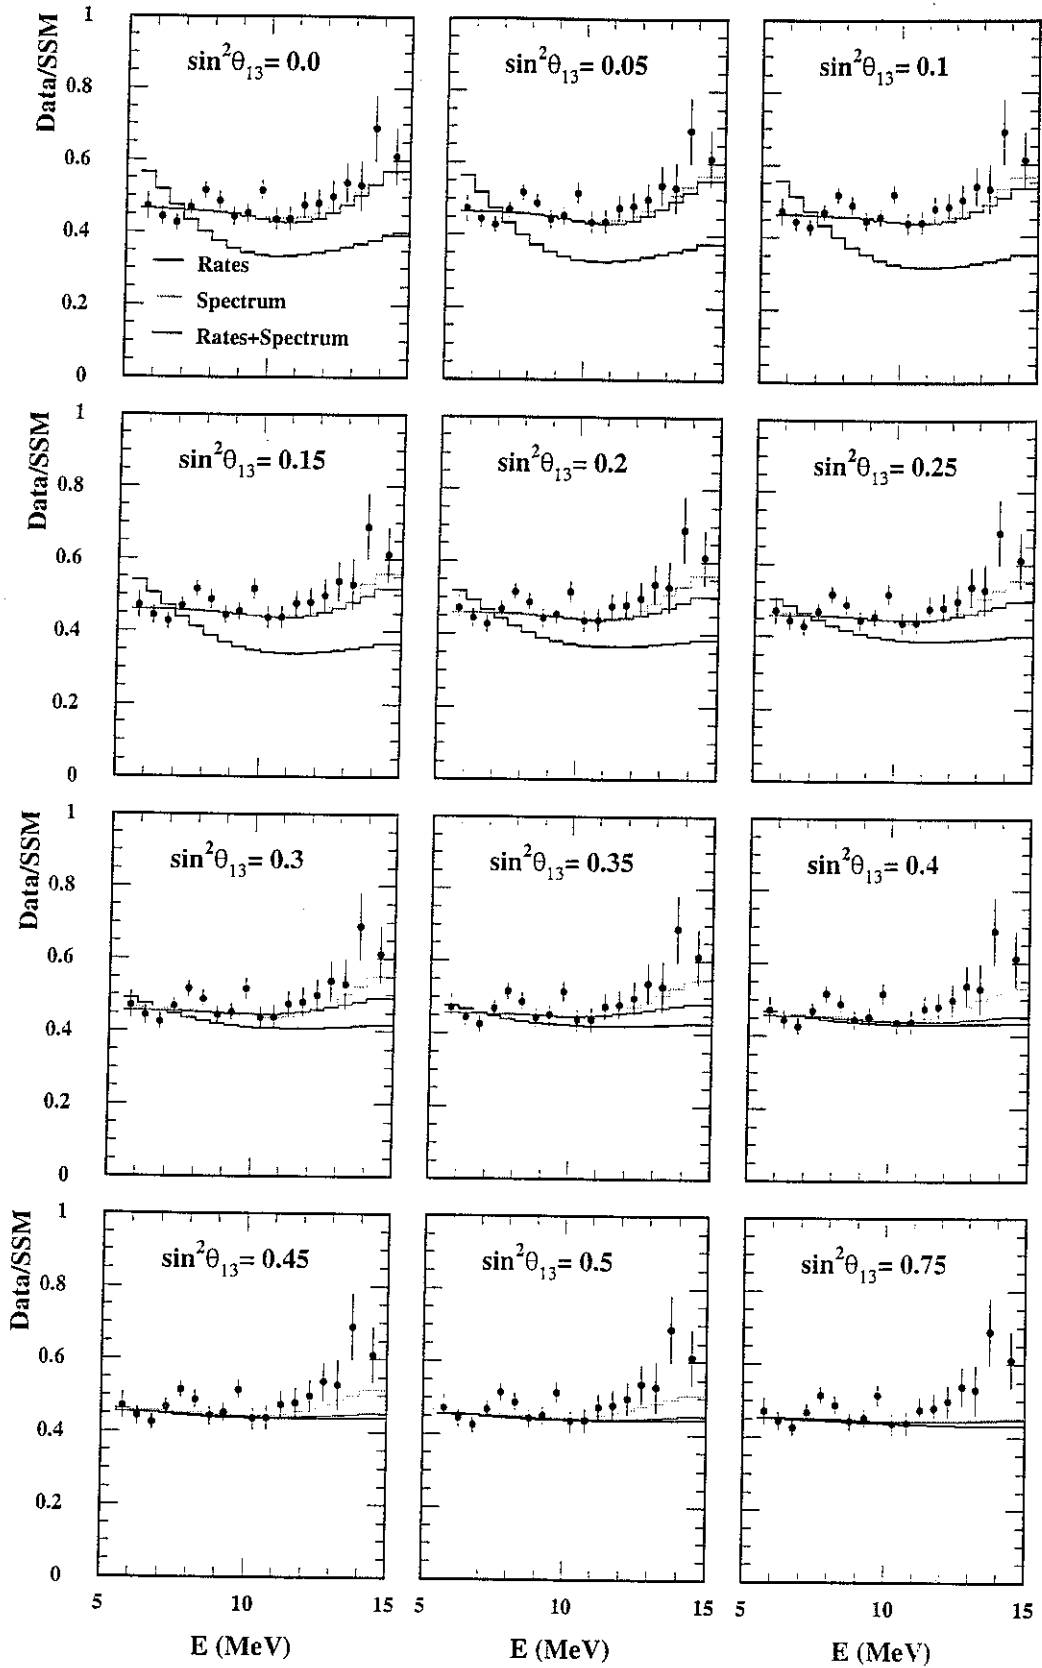 1
sin²θ₁₃= 0.0
sin²θ₁₃= 0.05
sin²θ₁₃= 0.1
Data/SSM
0.8
0.6
0.4
Rates
0.2
Spectrum
Rates+Spectrum
0
1
sin²θ₁₃= 0.15
sin²θ₁₃= 0.2
sin²θ₁₃= 0.25
Data/SSM
0.8
0.6
0.4
0.2
0
1
sin²θ₁₃= 0.3
sin²θ₁₃= 0.35
sin²θ₁₃= 0.4
Data/SSM
0.8
0.6
0.4
0.2
0
1
sin²θ₁₃= 0.45
sin²θ₁₃= 0.5
sin²θ₁₃= 0.75
Data/SSM
0.8
0.6
0.4
0.2
0
5 10 15 5 10 15 5 10 15
E (MeV) E (MeV) E (MeV)